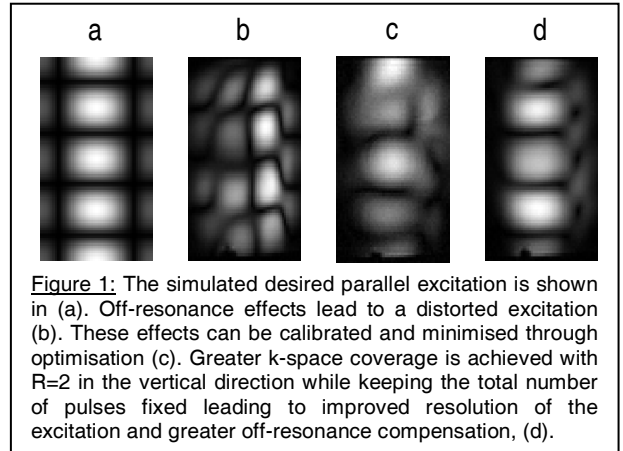 a b c d
Figure 1: The simulated desired parallel excitation is shown
in (a). Off-resonance effects lead to a distorted excitation
(b). These effects can be calibrated and minimised through
optimisation (c). Greater k-space coverage is achieved with
R=2 in the vertical direction while keeping the total number
of pulses fixed leading to improved resolution of the
excitation and greater off-resonance compensation, (d).